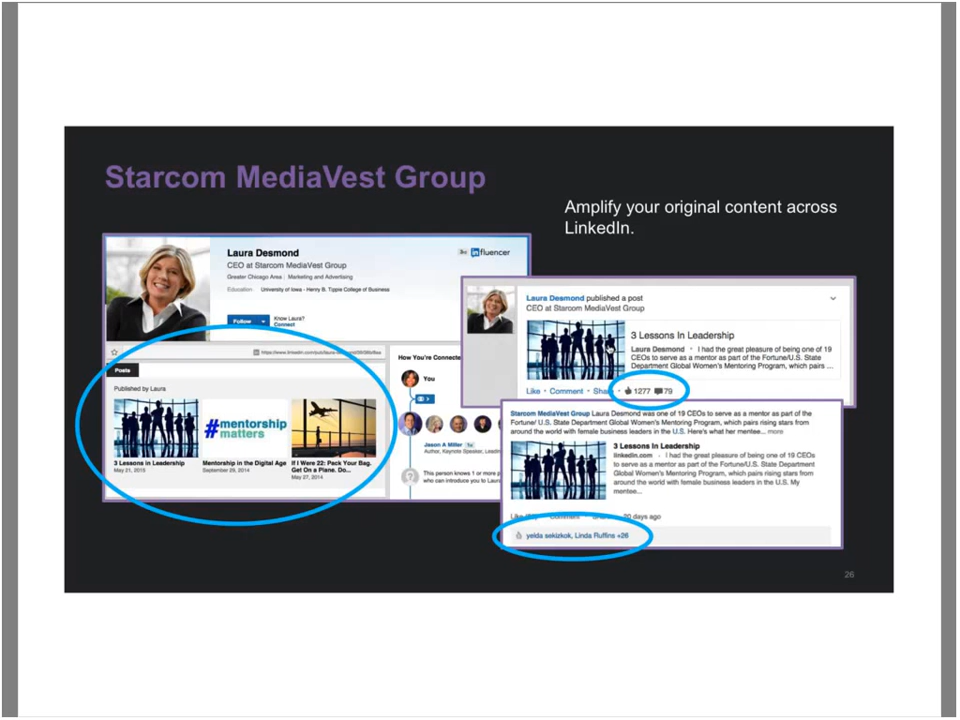 Starcom MediaVest Group
Amplify your original content across
LinkedIn.
Laura Desmond
CEO at Starcom MediaVest Group
Greater Chicago Area | Marketing and Advertising
Education University of Iowa - Henry B. Tippie College of Business
3rd influencer
Follow
Know Laura?
Connect
Posts
Published by Laura
#mentorship
matters
3 Lessons in Leadership
May 21, 2015
Mentorship in the Digital Age
September 29, 2014
If I Were 22: Pack Your Bag.
Get On a Plane. Do...
May 27, 2014
How You're Connected
You
Jason A Miller 1st
Author, Keynote Speaker, Leadin
This person knows 1 or more p
who can introduce you to Laura
Laura Desmond published a post
CEO at Starcom MediaVest Group
3 Lessons In Leadership
Laura Desmond · I had the great pleasure of being one of 19
CEOs to serve as a mentor as part of the Fortune/U.S. State
Department Global Women's Mentoring Program, which pairs ...
Like · Comment · Share · 1277 79
Starcom MediaVest Group Laura Desmond was one of 19 CEOs to serve as a mentor as part of the
Fortune/ U.S. State Department Global Women's Mentoring Program, which pairs rising stars from
around the world with female business leaders in the U.S. Here's what her mentee... more
3 Lessons In Leadership
linkedin.com · I had the great pleasure of being one of 19 CEOs
to serve as a mentor as part of the Fortune/U.S. State Department
Global Women's Mentoring Program, which pairs rising stars from
around the world with female business leaders in the U.S. My
mentee...
20 days ago
yelda sekizkok, Linda Ruffins +26
26